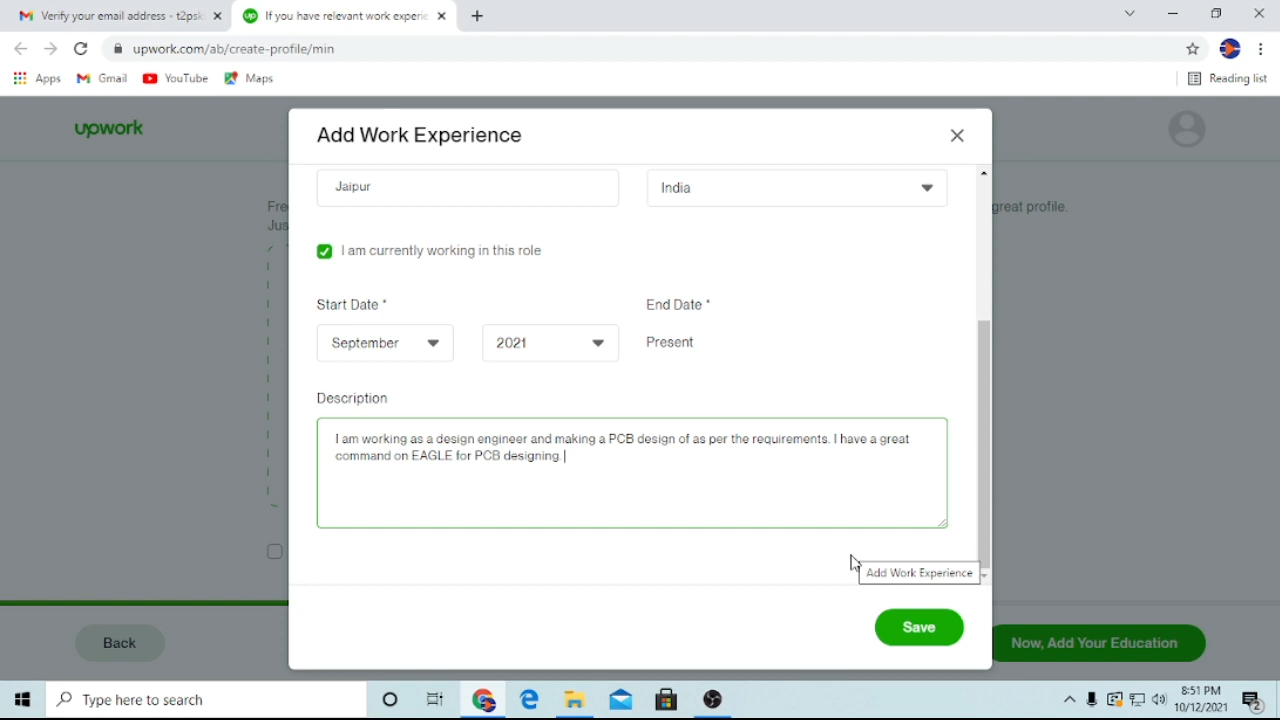 Verify your email address - t2psk
If you have relevant work experie
upwork.com/ab/create-profile/min
Apps
Gmail
YouTube
Maps
Reading list
upwork
Add Work Experience
Jaipur
India
Fre
great profile.
Jus
I am currently working in this role
Start Date *
End Date *
September
2021
Present
Description
I am working as a design engineer and making a PCB design of as per the requirements. I have a great
command on EAGLE for PCB designing.
Add Work Experience
Save
Back
Now, Add Your Education
Type here to search
8:51 PM
10/12/2021
2